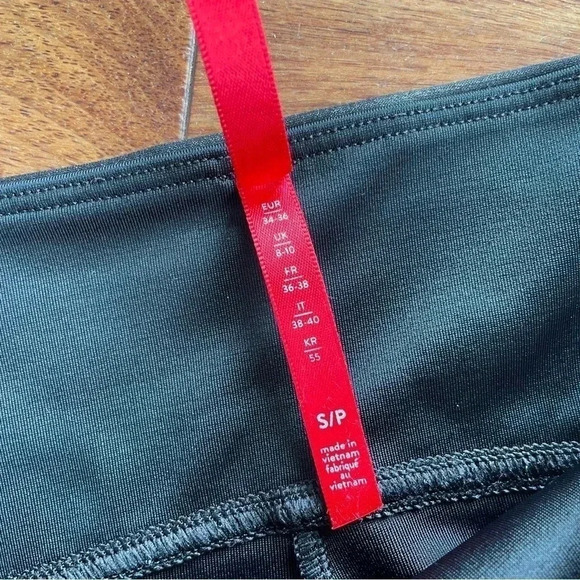 EUR
34-36
UK
8-10
FR
36-38
IT
38-40
KR
55
S/P
made in
vietnam
fabriqué
au
vietnam